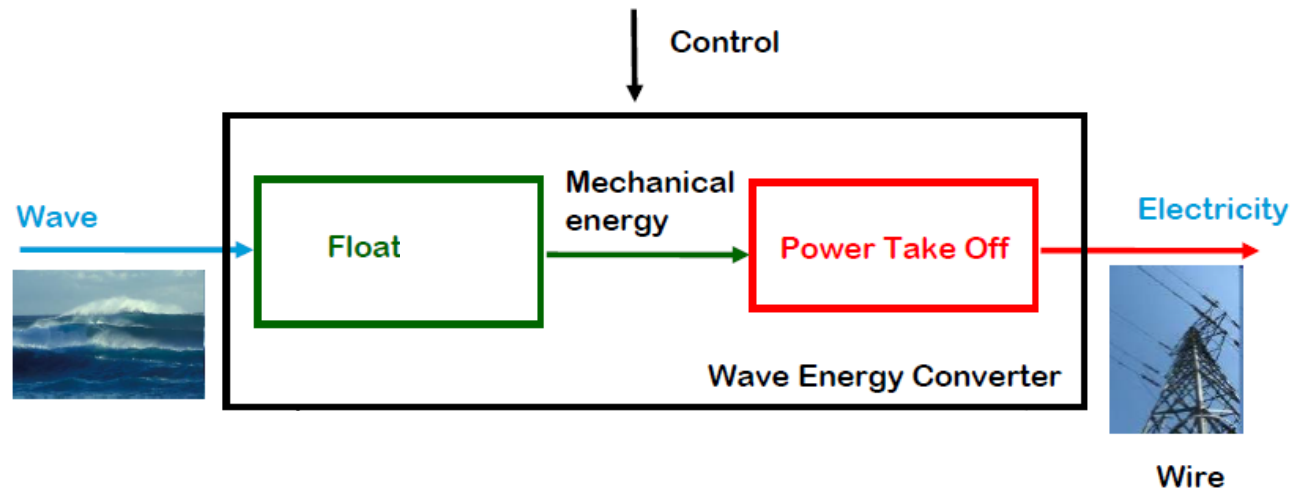 Control
Wave
Float
Mechanical
energy
Power Take Off
Electricity
Wave Energy Converter
Wire